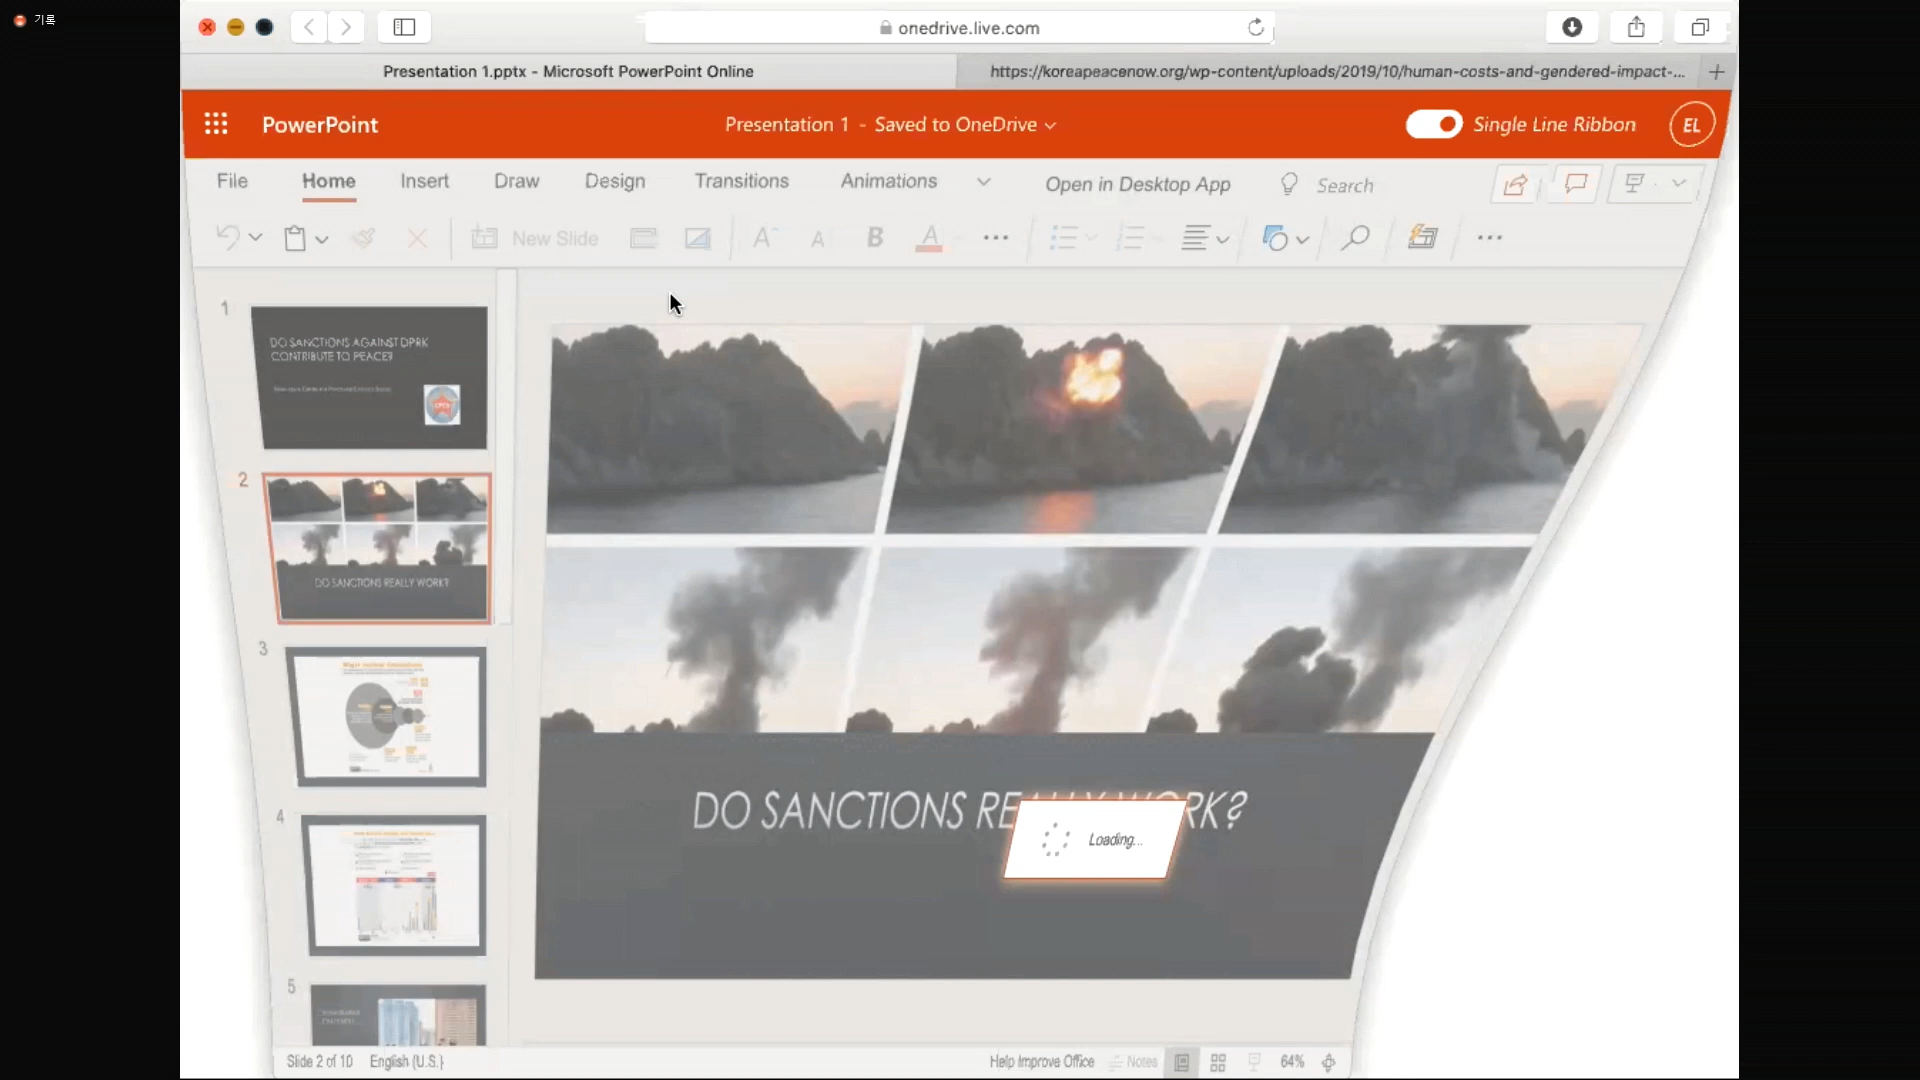 기록
onedrive.live.com
Presentation 1.pptx - Microsoft PowerPoint Online
https://koreapeacenow.org/wp-content/uploads/2019/10/human-costs-and-gendered-impact-...
PowerPoint
Presentation 1 - Saved to OneDrive
Single Line Ribbon
EL
File Home Insert Draw Design Transitions Animations Open in Desktop App Search
New Slide A A B A
1
DO SANCTIONS AGAINST DPRK
CONTRIBUTE TO PEACE?
2
DO SANCTIONS REALLY WORK?
3
4
5
DO SANCTIONS REALLY WORK?
Loading...
Slide 2 of 10 English (U.S.)
Help Improve Office Notes 64%